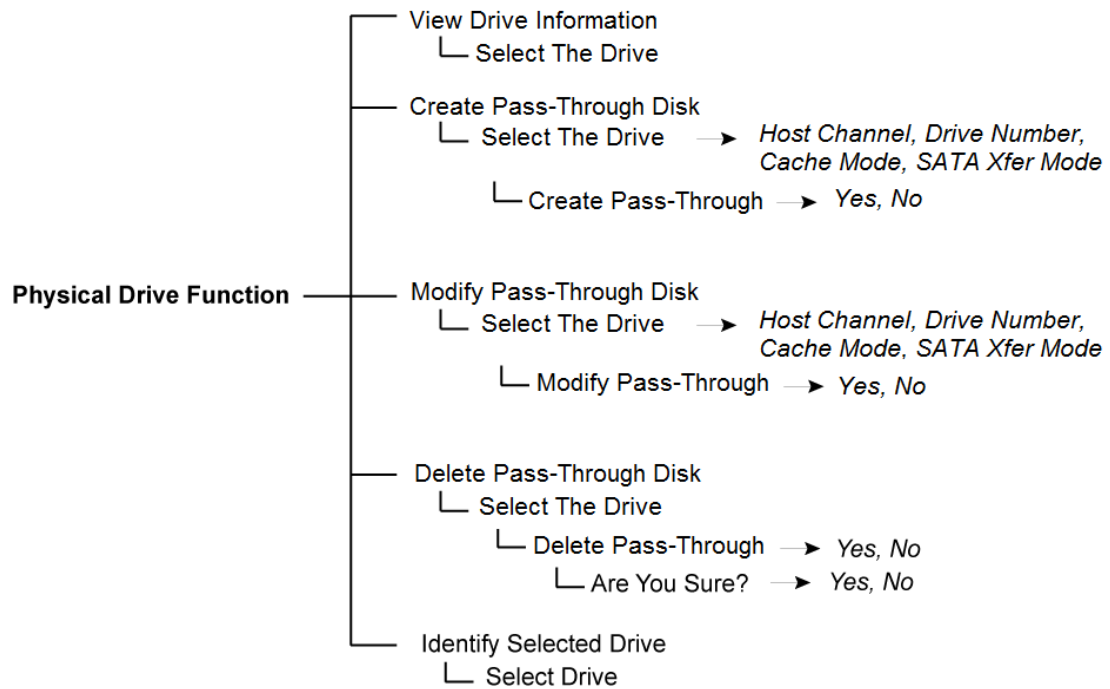 View Drive Information
Select The Drive
Create Pass-Through Disk
Select The Drive
Host Channel, Drive Number,
Cache Mode, SATA Xfer Mode
Create Pass-Through
Yes, No
Physical Drive Function
Modify Pass-Through Disk
Select The Drive
Host Channel, Drive Number,
Cache Mode, SATA Xfer Mode
Modify Pass-Through
Yes, No
Delete Pass-Through Disk
Select The Drive
Delete Pass-Through
Yes, No
Are You Sure?
Yes, No
Identify Selected Drive
Select Drive